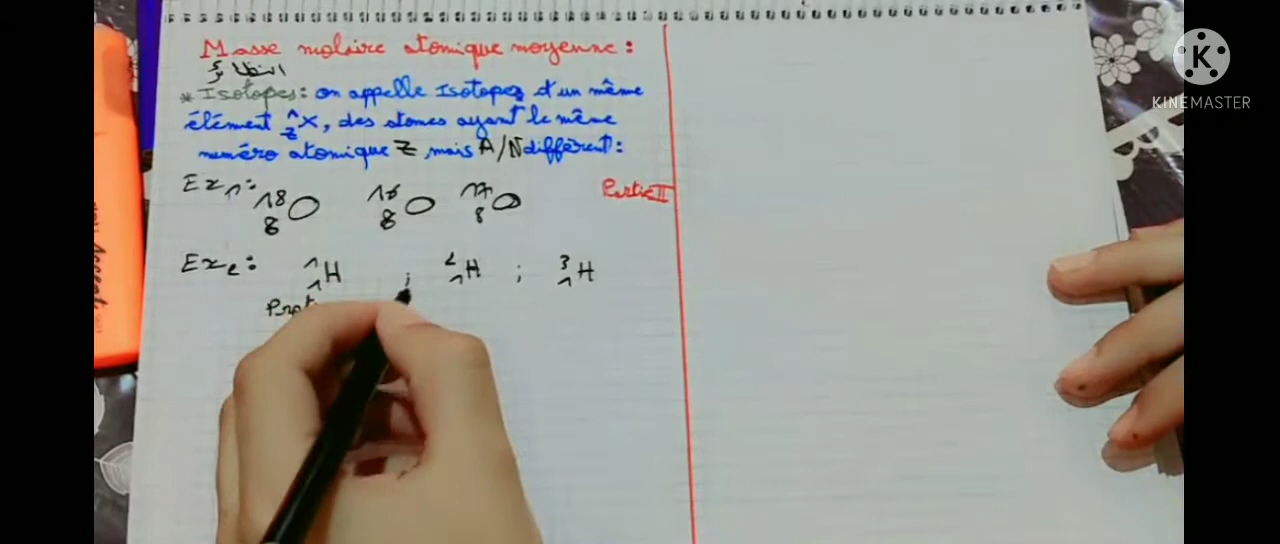 Masse molaire atomique moyenne :
النظائر
* Isotopes : on appelle Isotopes d'un même
élément ᴬ_Z X, des atomes ayant le même
numéro atomique Z, mais A/N différent :
Partie II
Ex₁ : ¹⁸₈O ¹⁶₈O ¹⁷₈O
Ex₂ : ¹₁H ; ²₁H ; ³₁H
KINEMASTER